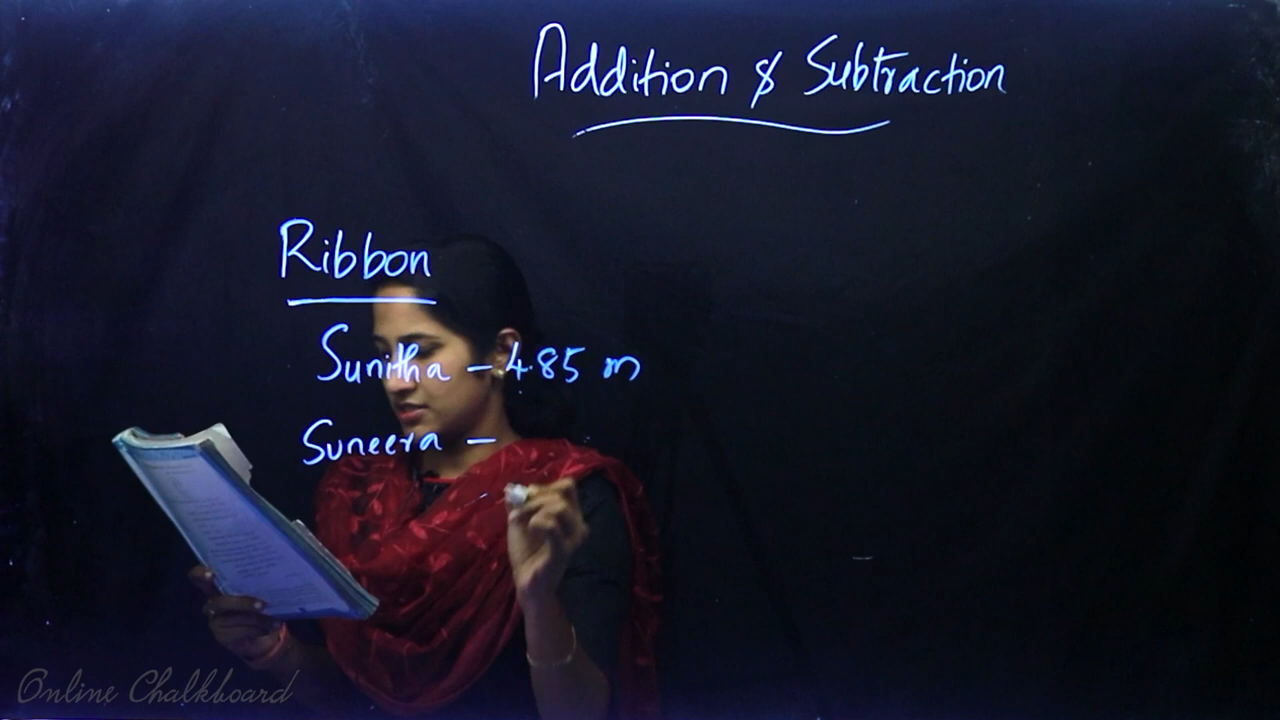 Addition & Subtraction
Ribbon
Sunitha - 4.85 m
Suneera -
Online Chalkboard